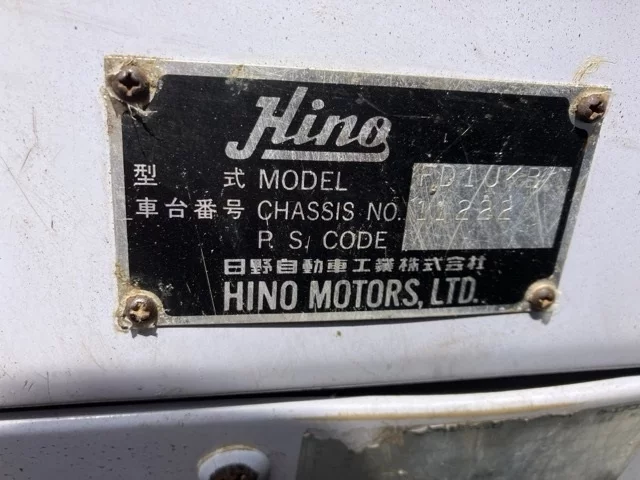 Hino
型 式 MODEL
車台番号 CHASSIS NO. 11222
P. S. CODE
日野自動車工業株式会社
HINO MOTORS, LTD.